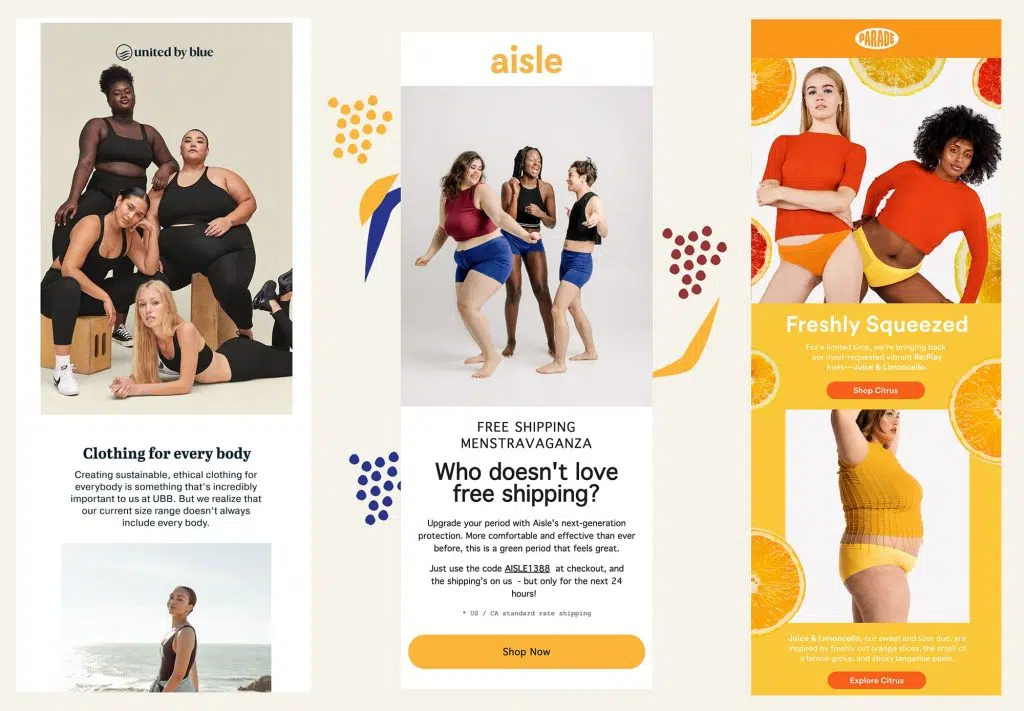 united by blue
Clothing for every body
Creating sustainable, ethical clothing for
everybody is something that's incredibly
important to us at UBB. But we realize that
our current size range doesn't always
include every body.
aisle
FREE SHIPPING
MENSTRAVAGANZA
Who doesn't love
free shipping?
Upgrade your period with Aisle's next-generation
protection. More comfortable and effective than ever
before, this is a green period that feels great.
Just use the code AISLE1388 at checkout, and
the shipping's on us - but only for the next 24
hours!
* US / CA standard rate shipping
Shop Now
PARADE
Freshly Squeezed
For a limited time, we're bringing back
our most-requested vibrant Re:Play
hues—Juice & Limoncello.
Shop Citrus
Juice & Limoncello, our sweet and sour duo, are
inspired by freshly cut orange slices, the smell of
a lemon grove, and sticky tangerine peels.
Explore Citrus